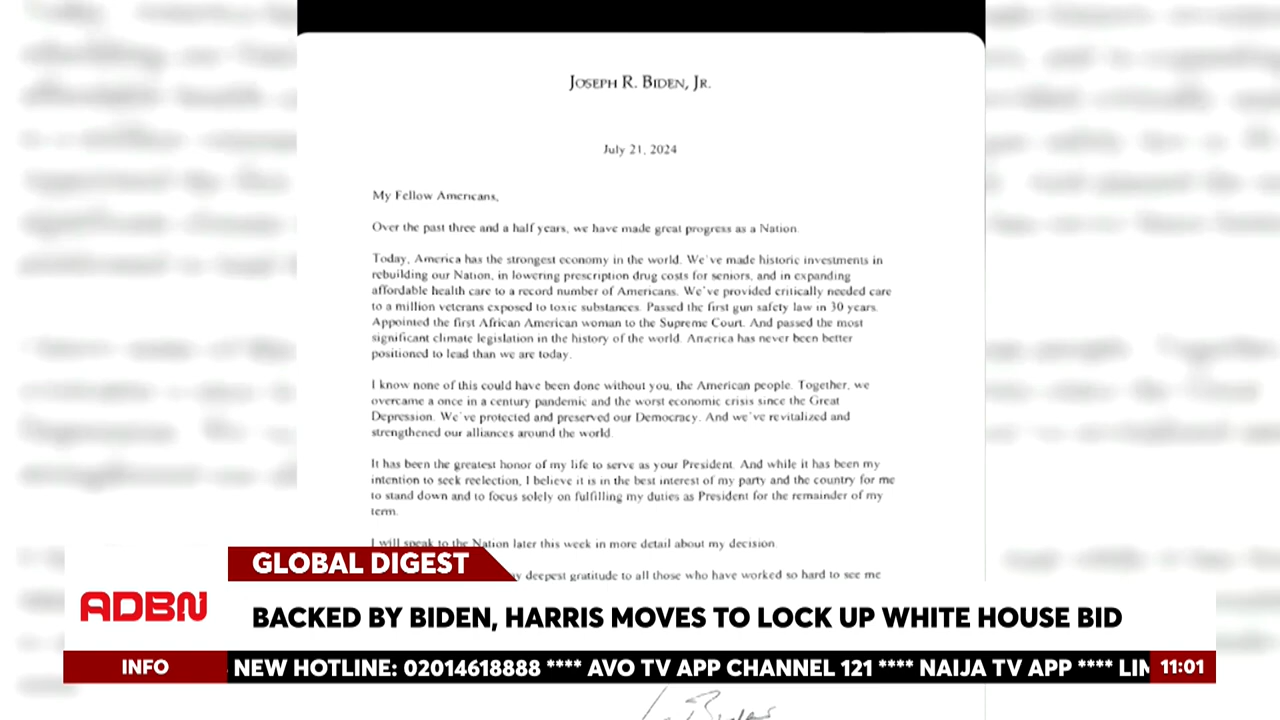 JOSEPH R. BIDEN, JR.
July 21, 2024
My Fellow Americans,
Over the past three and a half years, we have made great progress as a Nation.
Today, America has the strongest economy in the world. We've made historic investments in
rebuilding our Nation, in lowering prescription drug costs for seniors, and in expanding
affordable health care to a record number of Americans. We've provided critically needed care
to a million veterans exposed to toxic substances. Passed the first gun safety law in 30 years.
Appointed the first African American woman to the Supreme Court. And passed the most
significant climate legislation in the history of the world. America has never been better
positioned to lead than we are today.
I know none of this could have been done without you, the American people. Together, we
overcame a once in a century pandemic and the worst economic crisis since the Great
Depression. We've protected and preserved our Democracy. And we've revitalized and
strengthened our alliances around the world.
It has been the greatest honor of my life to serve as your President. And while it has been my
intention to seek reelection, I believe it is in the best interest of my party and the country for me
to stand down and to focus solely on fulfilling my duties as President for the remainder of my
term.
I will speak to the Nation later this week in more detail about my decision.
deepest gratitude to all those who have worked so hard to see me
GLOBAL DIGEST
ADBN
BACKED BY BIDEN, HARRIS MOVES TO LOCK UP WHITE HOUSE BID
INFO
NEW HOTLINE: 02014618888 **** AVO TV APP CHANNEL 121 **** NAIJA TV APP **** LIM
11:01